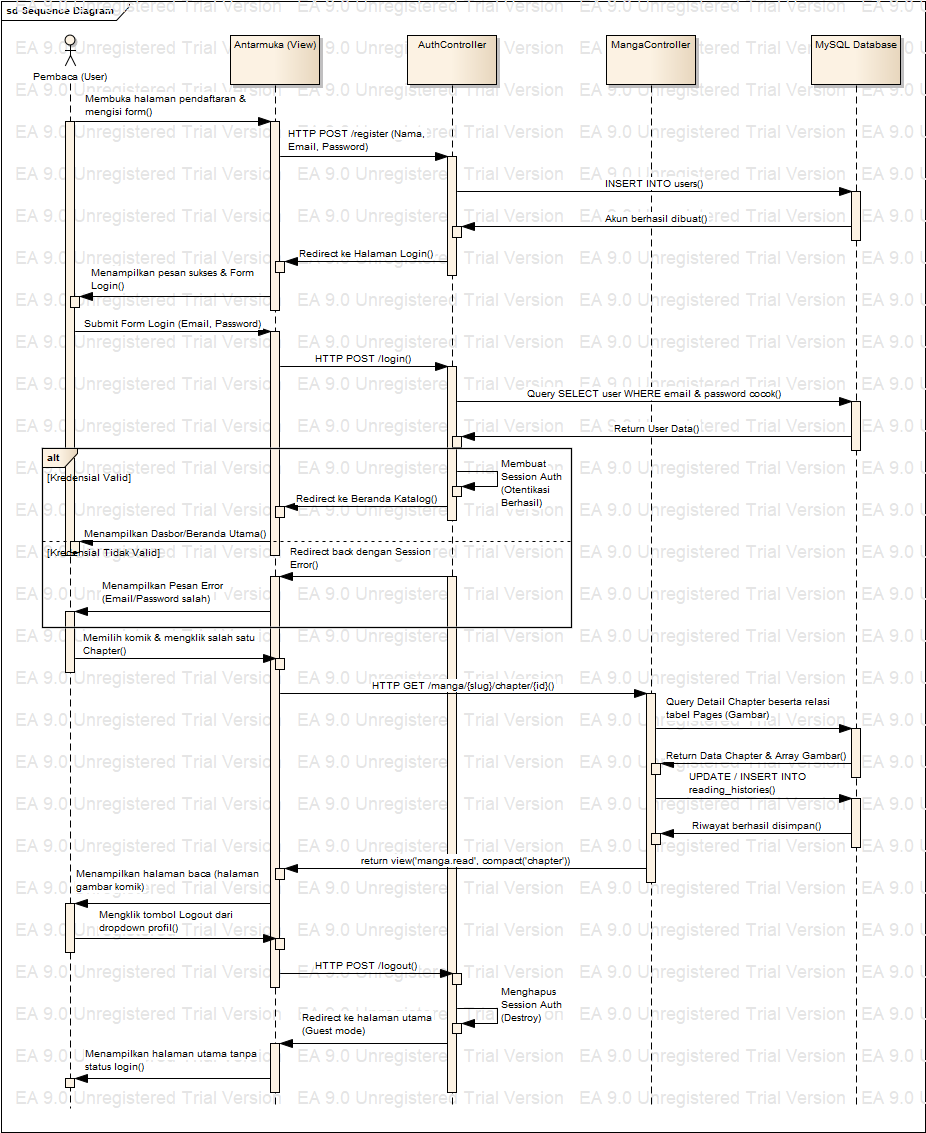 sd Sequence Diagram
Pembaca (User)
Antarmuka (View)
AuthController
MangaController
MySQL Database
Membuka halaman pendaftaran &
mengisi form()
HTTP POST /register (Nama,
Email, Password)
INSERT INTO users()
Akun berhasil dibuat()
Redirect ke Halaman Login()
Menampilkan pesan sukses & Form
Login()
Submit Form Login (Email, Password)
HTTP POST /login()
Query SELECT user WHERE email & password cocok()
Return User Data()
alt
[Kredensial Valid]
Membuat
Session Auth
(Otentikasi
Berhasil)
Redirect ke Beranda Katalog()
Menampilkan Dasbor/Beranda Utama()
[Kredensial Tidak Valid]
Redirect back dengan Session
Error()
Menampilkan Pesan Error
(Email/Password salah)
Memilih komik & mengklik salah satu
Chapter()
HTTP GET /manga/{slug}/chapter/{id}()
Query Detail Chapter beserta relasi
tabel Pages (Gambar)
Return Data Chapter & Array Gambar()
UPDATE / INSERT INTO
reading_histories()
Riwayat berhasil disimpan()
return view('manga.read', compact('chapter'))
Menampilkan halaman baca (halaman
gambar komik)
Mengklik tombol Logout dari
dropdown profil()
HTTP POST /logout()
Menghapus
Session Auth
(Destroy)
Redirect ke halaman utama
(Guest mode)
Menampilkan halaman utama tanpa
status login()
EA 9.0 Unregistered Trial Version